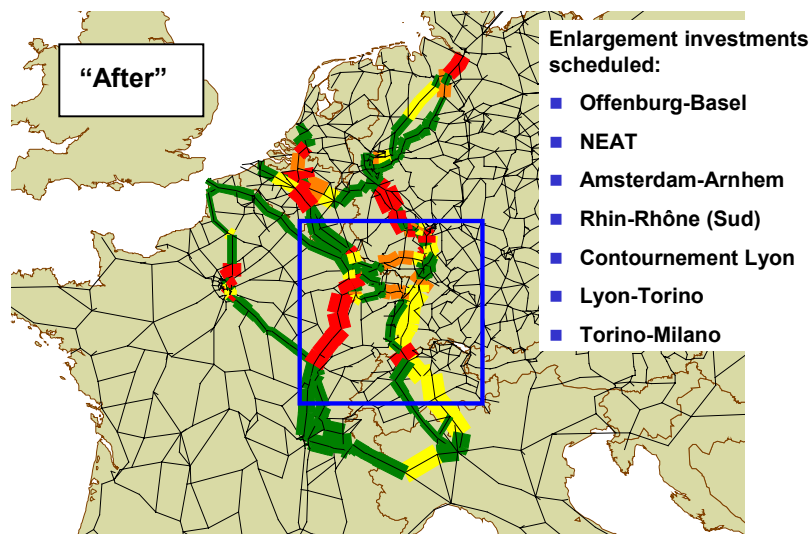 “After”
Enlargement investments
scheduled:
Offenburg-Basel
NEAT
Amsterdam-Arnhem
Rhin-Rhône (Sud)
Contournement Lyon
Lyon-Torino
Torino-Milano